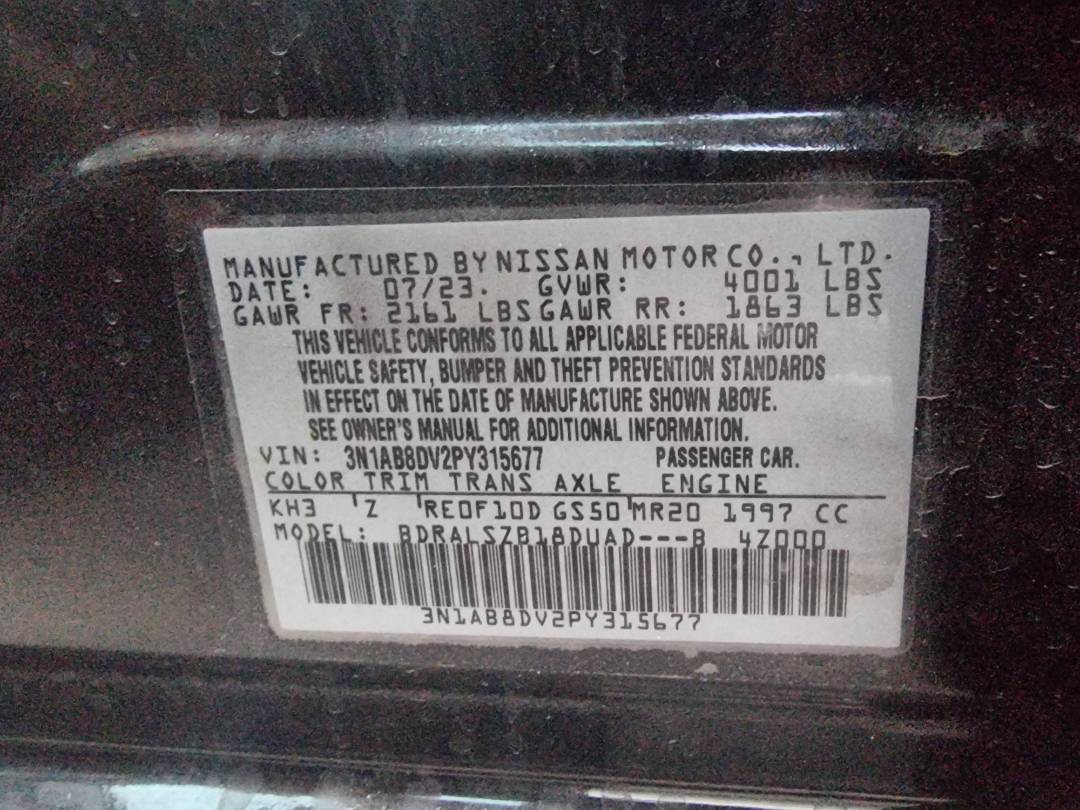 MANUFACTURED BY NISSAN MOTOR CO., LTD.
DATE: 07/23. GVWR: 4001 LBS
GAWR FR: 2161 LBS GAWR RR: 1863 LBS
THIS VEHICLE CONFORMS TO ALL APPLICABLE FEDERAL MOTOR
VEHICLE SAFETY, BUMPER AND THEFT PREVENTION STANDARDS
IN EFFECT ON THE DATE OF MANUFACTURE SHOWN ABOVE.
SEE OWNER'S MANUAL FOR ADDITIONAL INFORMATION.
VIN: 3N1AB8DV2PY315677 PASSENGER CAR.
COLOR TRIM TRANS AXLE ENGINE
KH3 Z RE0F10D GS50 MR20 1997 CC
MODEL: BDRALSZB18DUAD---B 4Z000
3N1AB8DV2PY315677